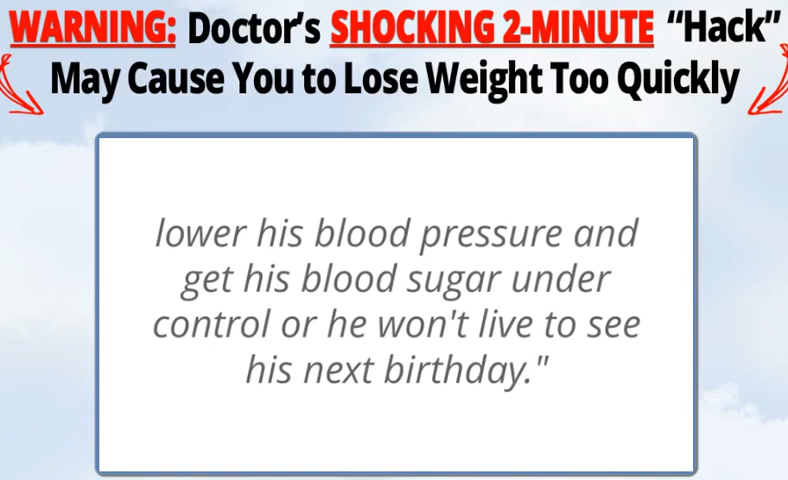 WARNING: Doctor's SHOCKING 2-MINUTE “Hack”
May Cause You to Lose Weight Too Quickly
lower his blood pressure and
get his blood sugar under
control or he won't live to see
his next birthday."